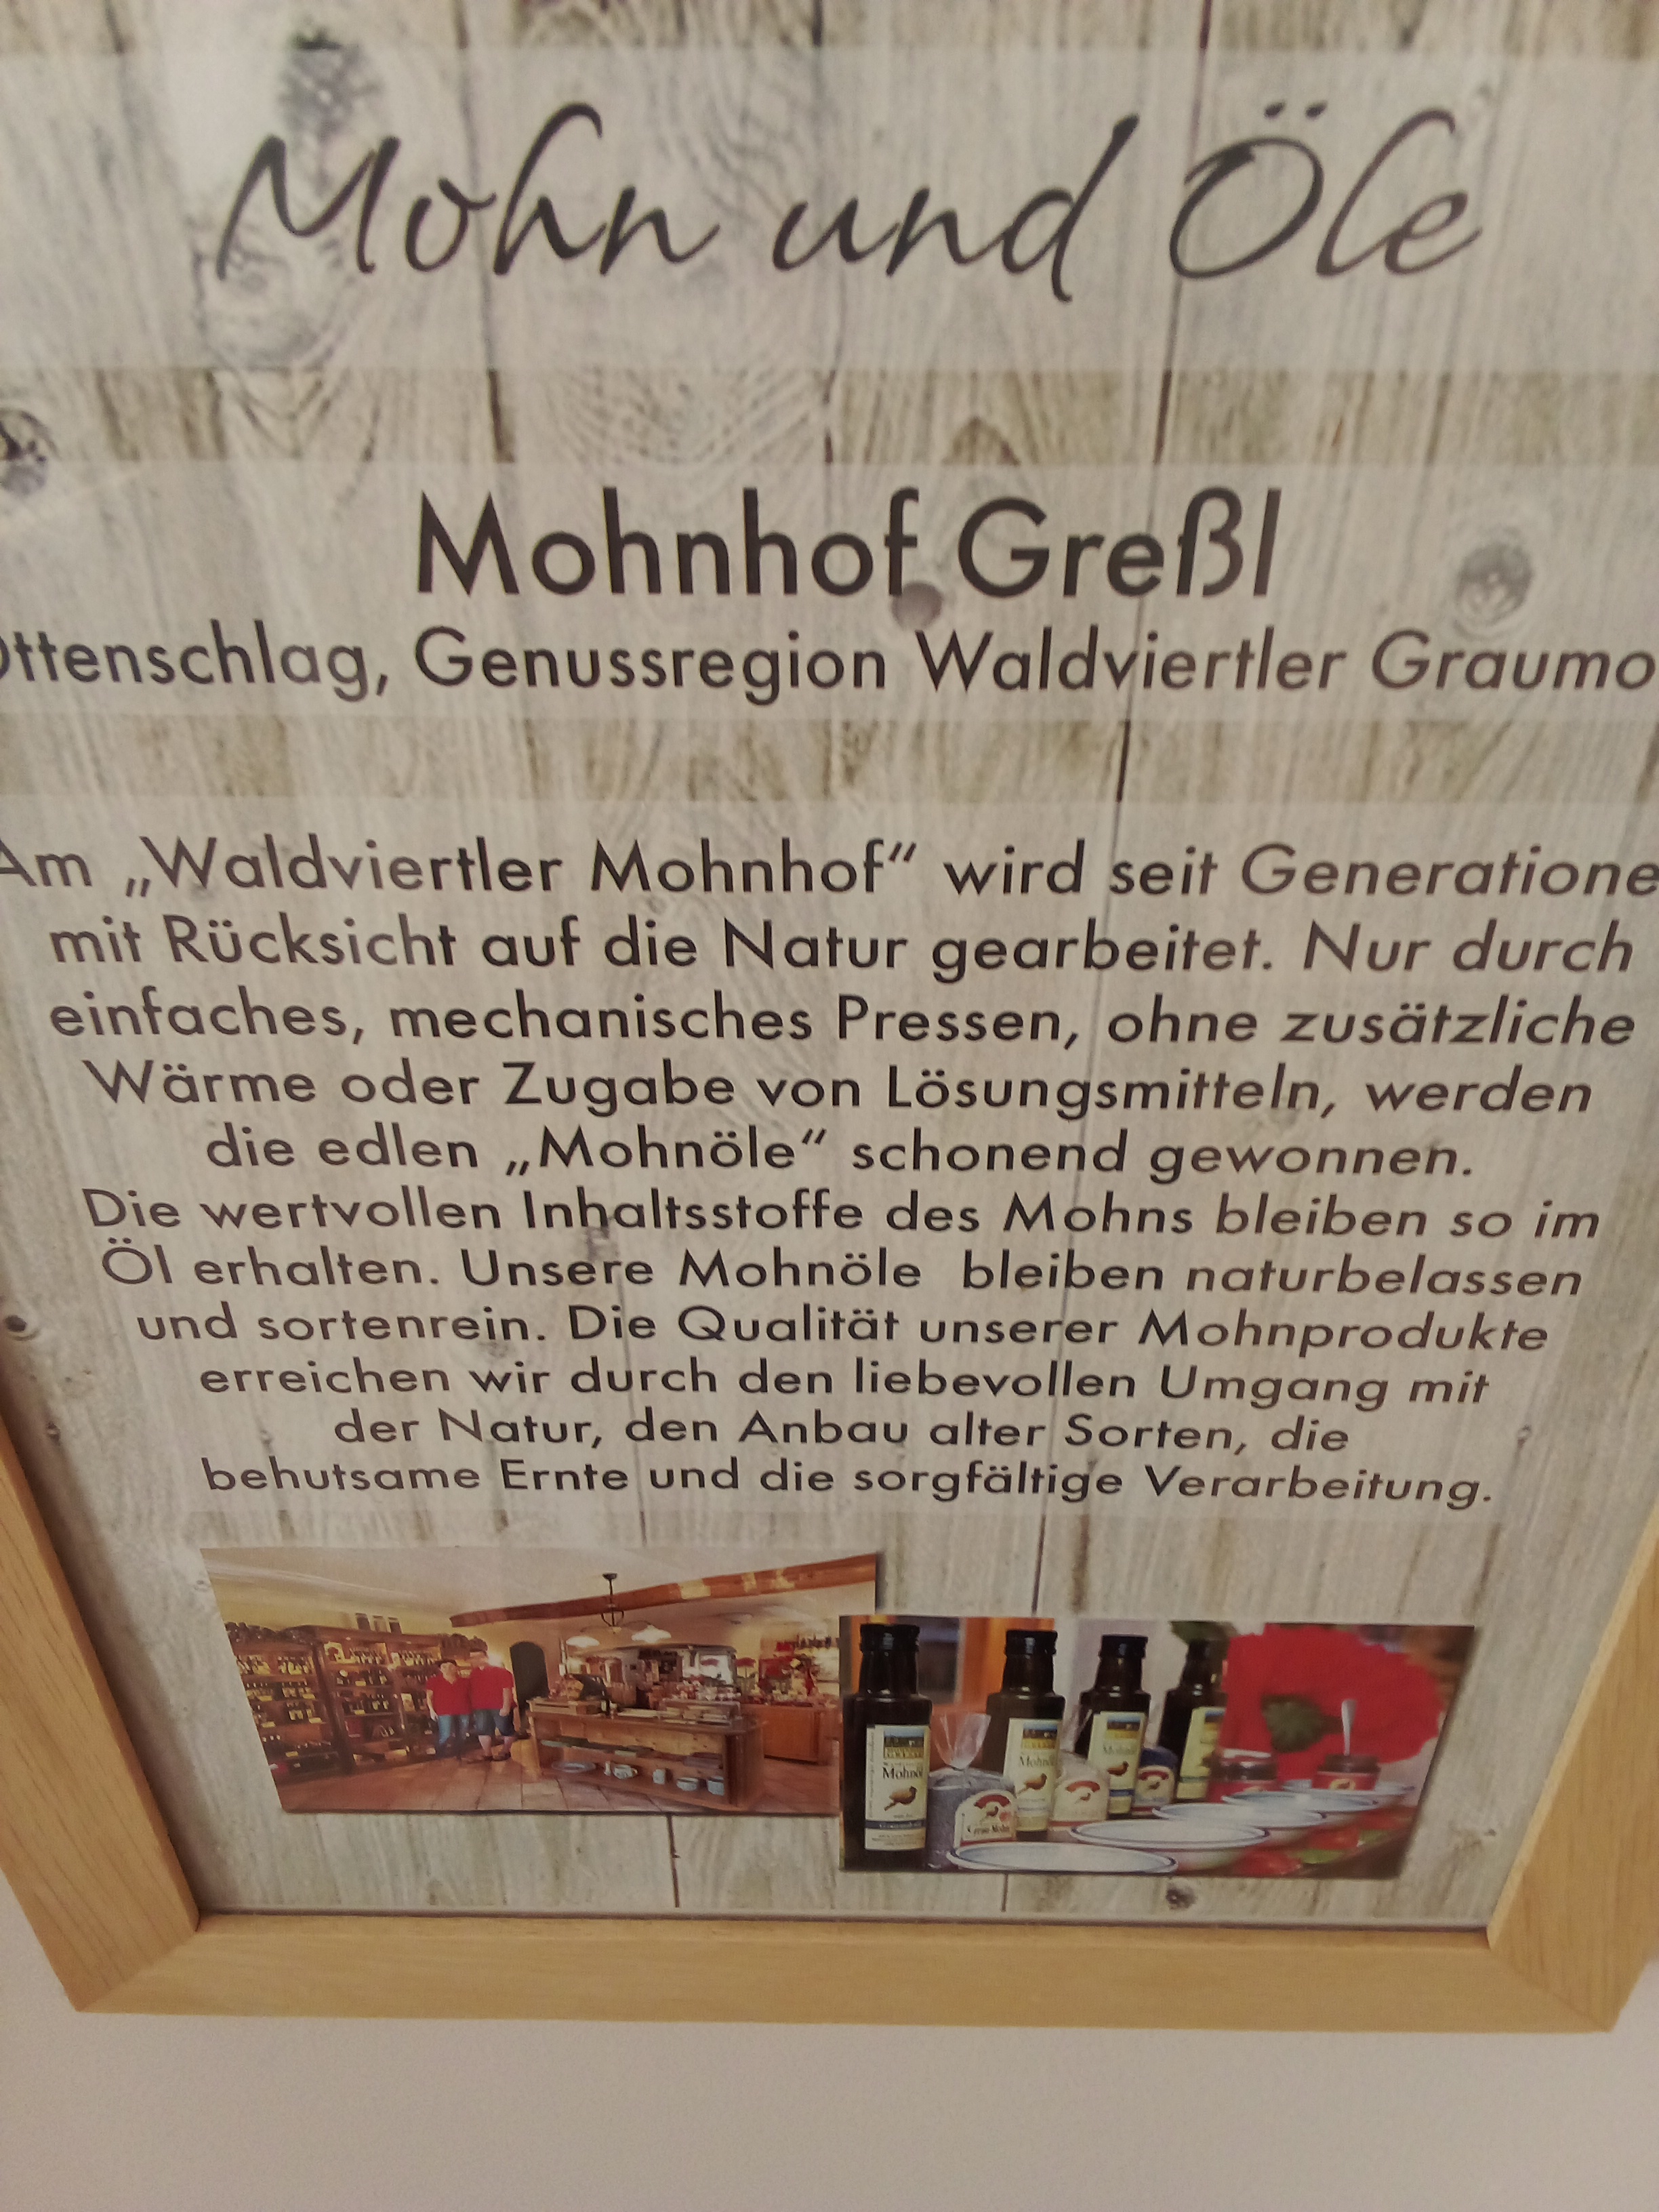 Mohn und Öle
Mohnhof Greßl
Ottenschlag, Genussregion Waldviertler Graumo
Am „Waldviertler Mohnhof“ wird seit Generatione
mit Rücksicht auf die Natur gearbeitet. Nur durch
einfaches, mechanisches Pressen, ohne zusätzliche
Wärme oder Zugabe von Lösungsmitteln, werden
die edlen „Mohnöle“ schonend gewonnen.
Die wertvollen Inhaltsstoffe des Mohns bleiben so im
Öl erhalten. Unsere Mohnöle bleiben naturbelassen
und sortenrein. Die Qualität unserer Mohnprodukte
erreichen wir durch den liebevollen Umgang mit
der Natur, den Anbau alter Sorten, die
behutsame Ernte und die sorgfältige Verarbeitung.
Mohnöl
Mohnöl
Mohnöl